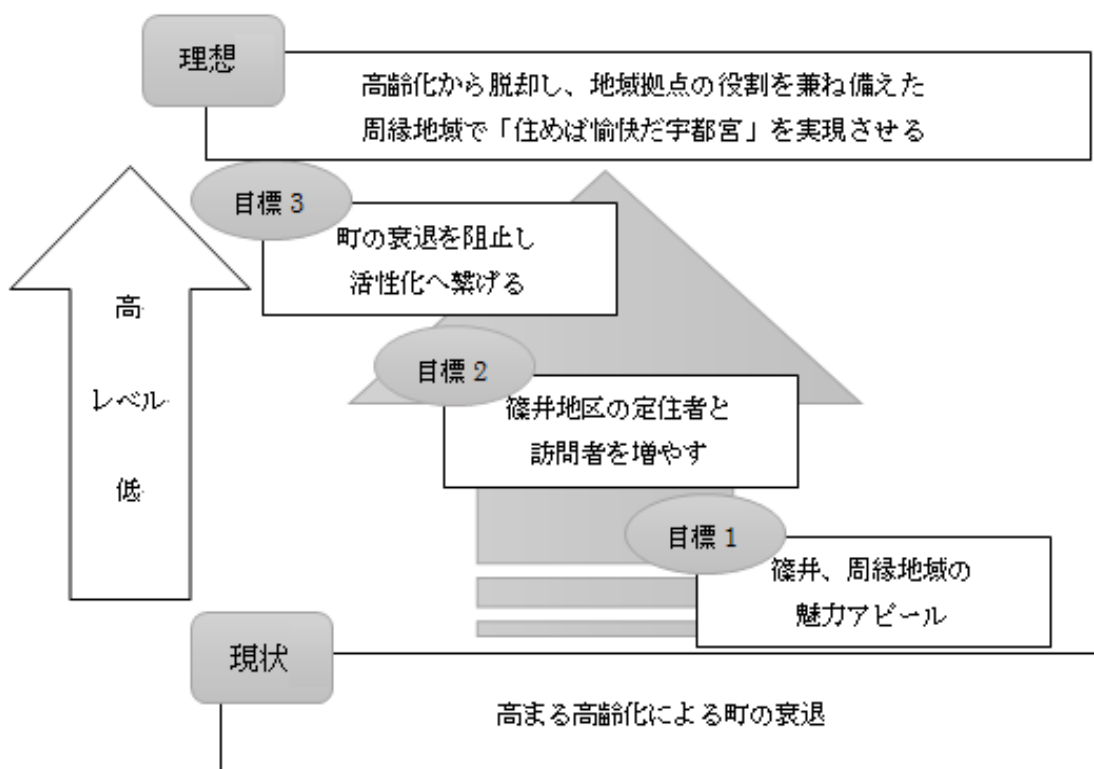 理想
高齢化から脱却し、地域拠点の役割を兼ね備えた
周縁地域で「住めば愉快だ宇都宮」を実現させる
目標 3
町の衰退を阻止し
活性化へ繋げる
高
レベル
低
目標 2
篠井地区の定住者と
訪問者を増やす
目標 1
篠井、周縁地域の
魅力アピール
現状
高まる高齢化による町の衰退